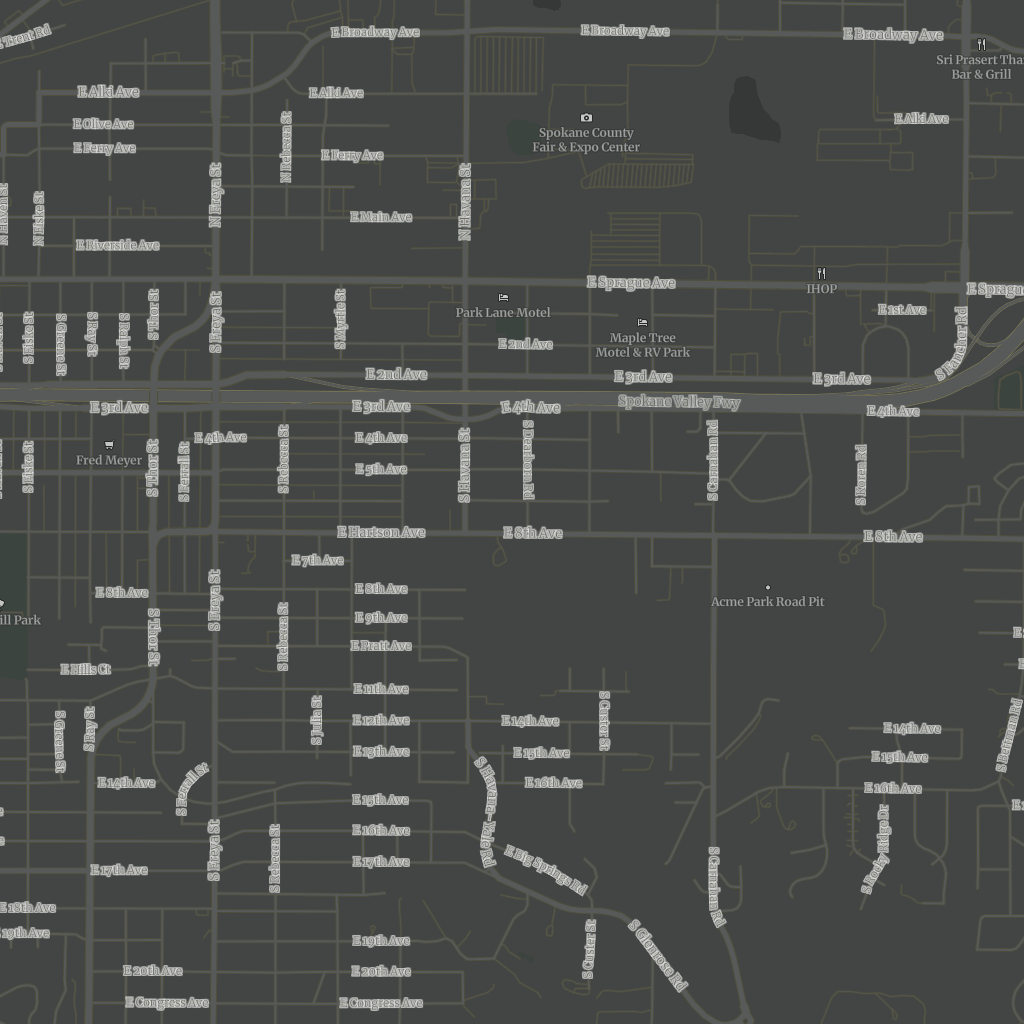 E Trent Rd
E Broadway Ave
E Broadway Ave
E Broadway Ave
Sri Prasert Thai
Bar & Grill
E Alki Ave
E Alki Ave
E Alki Ave
E Olive Ave
E Ferry Ave
N Rebecca St
E Ferry Ave
Spokane County
Fair & Expo Center
N Haven St
N Fiske St
N Freya St
N Havana St
E Main Ave
E Riverside Ave
E Sprague Ave
IHOP
E Sprague
S Fiske St
S Greene St
S Ray St
S Ralph St
S Thor St
S Freya St
S Myrtle St
Park Lane Motel
E 2nd Ave
Maple Tree
Motel & RV Park
E 1st Ave
S Fancher Rd
E 2nd Ave
E 3rd Ave
E 3rd Ave
E 3rd Ave
E 3rd Ave
E 4th Ave
Spokane Valley Fwy
E 4th Ave
E 4th Ave
E 4th Ave
Fred Meyer
E 5th Ave
S Fiske St
S Thor St
S Ferrall St
S Rebecca St
S Havana St
S Dearborn Rd
S Carnahan Rd
S Koren Rd
E Hartson Ave
E 8th Ave
E 8th Ave
E 7th Ave
E 8th Ave
E 8th Ave
Acme Park Road Pit
ill Park
E 9th Ave
S Thor St
S Freya St
S Rebecca St
E Pratt Ave
E Hills Ct
E 11th Ave
S Greene St
S Ray St
S Julia St
E 12th Ave
E 14th Ave
S Custer St
E 14th Ave
S Bettman Rd
E 13th Ave
E 15th Ave
E 15th Ave
E 14th Ave
S Ferrall St
E 16th Ave
E 16th Ave
E 15th Ave
S Havana-Yale Rd
E 16th Ave
S Freya St
S Rebecca St
E 17th Ave
E 17th Ave
E Big Springs Rd
S Carnahan Rd
S Rocky Ridge Dr
E 18th Ave
E 19th Ave
E 19th Ave
S Custer St
S Glenrose Rd
E 20th Ave
E 20th Ave
E Congress Ave
E Congress Ave